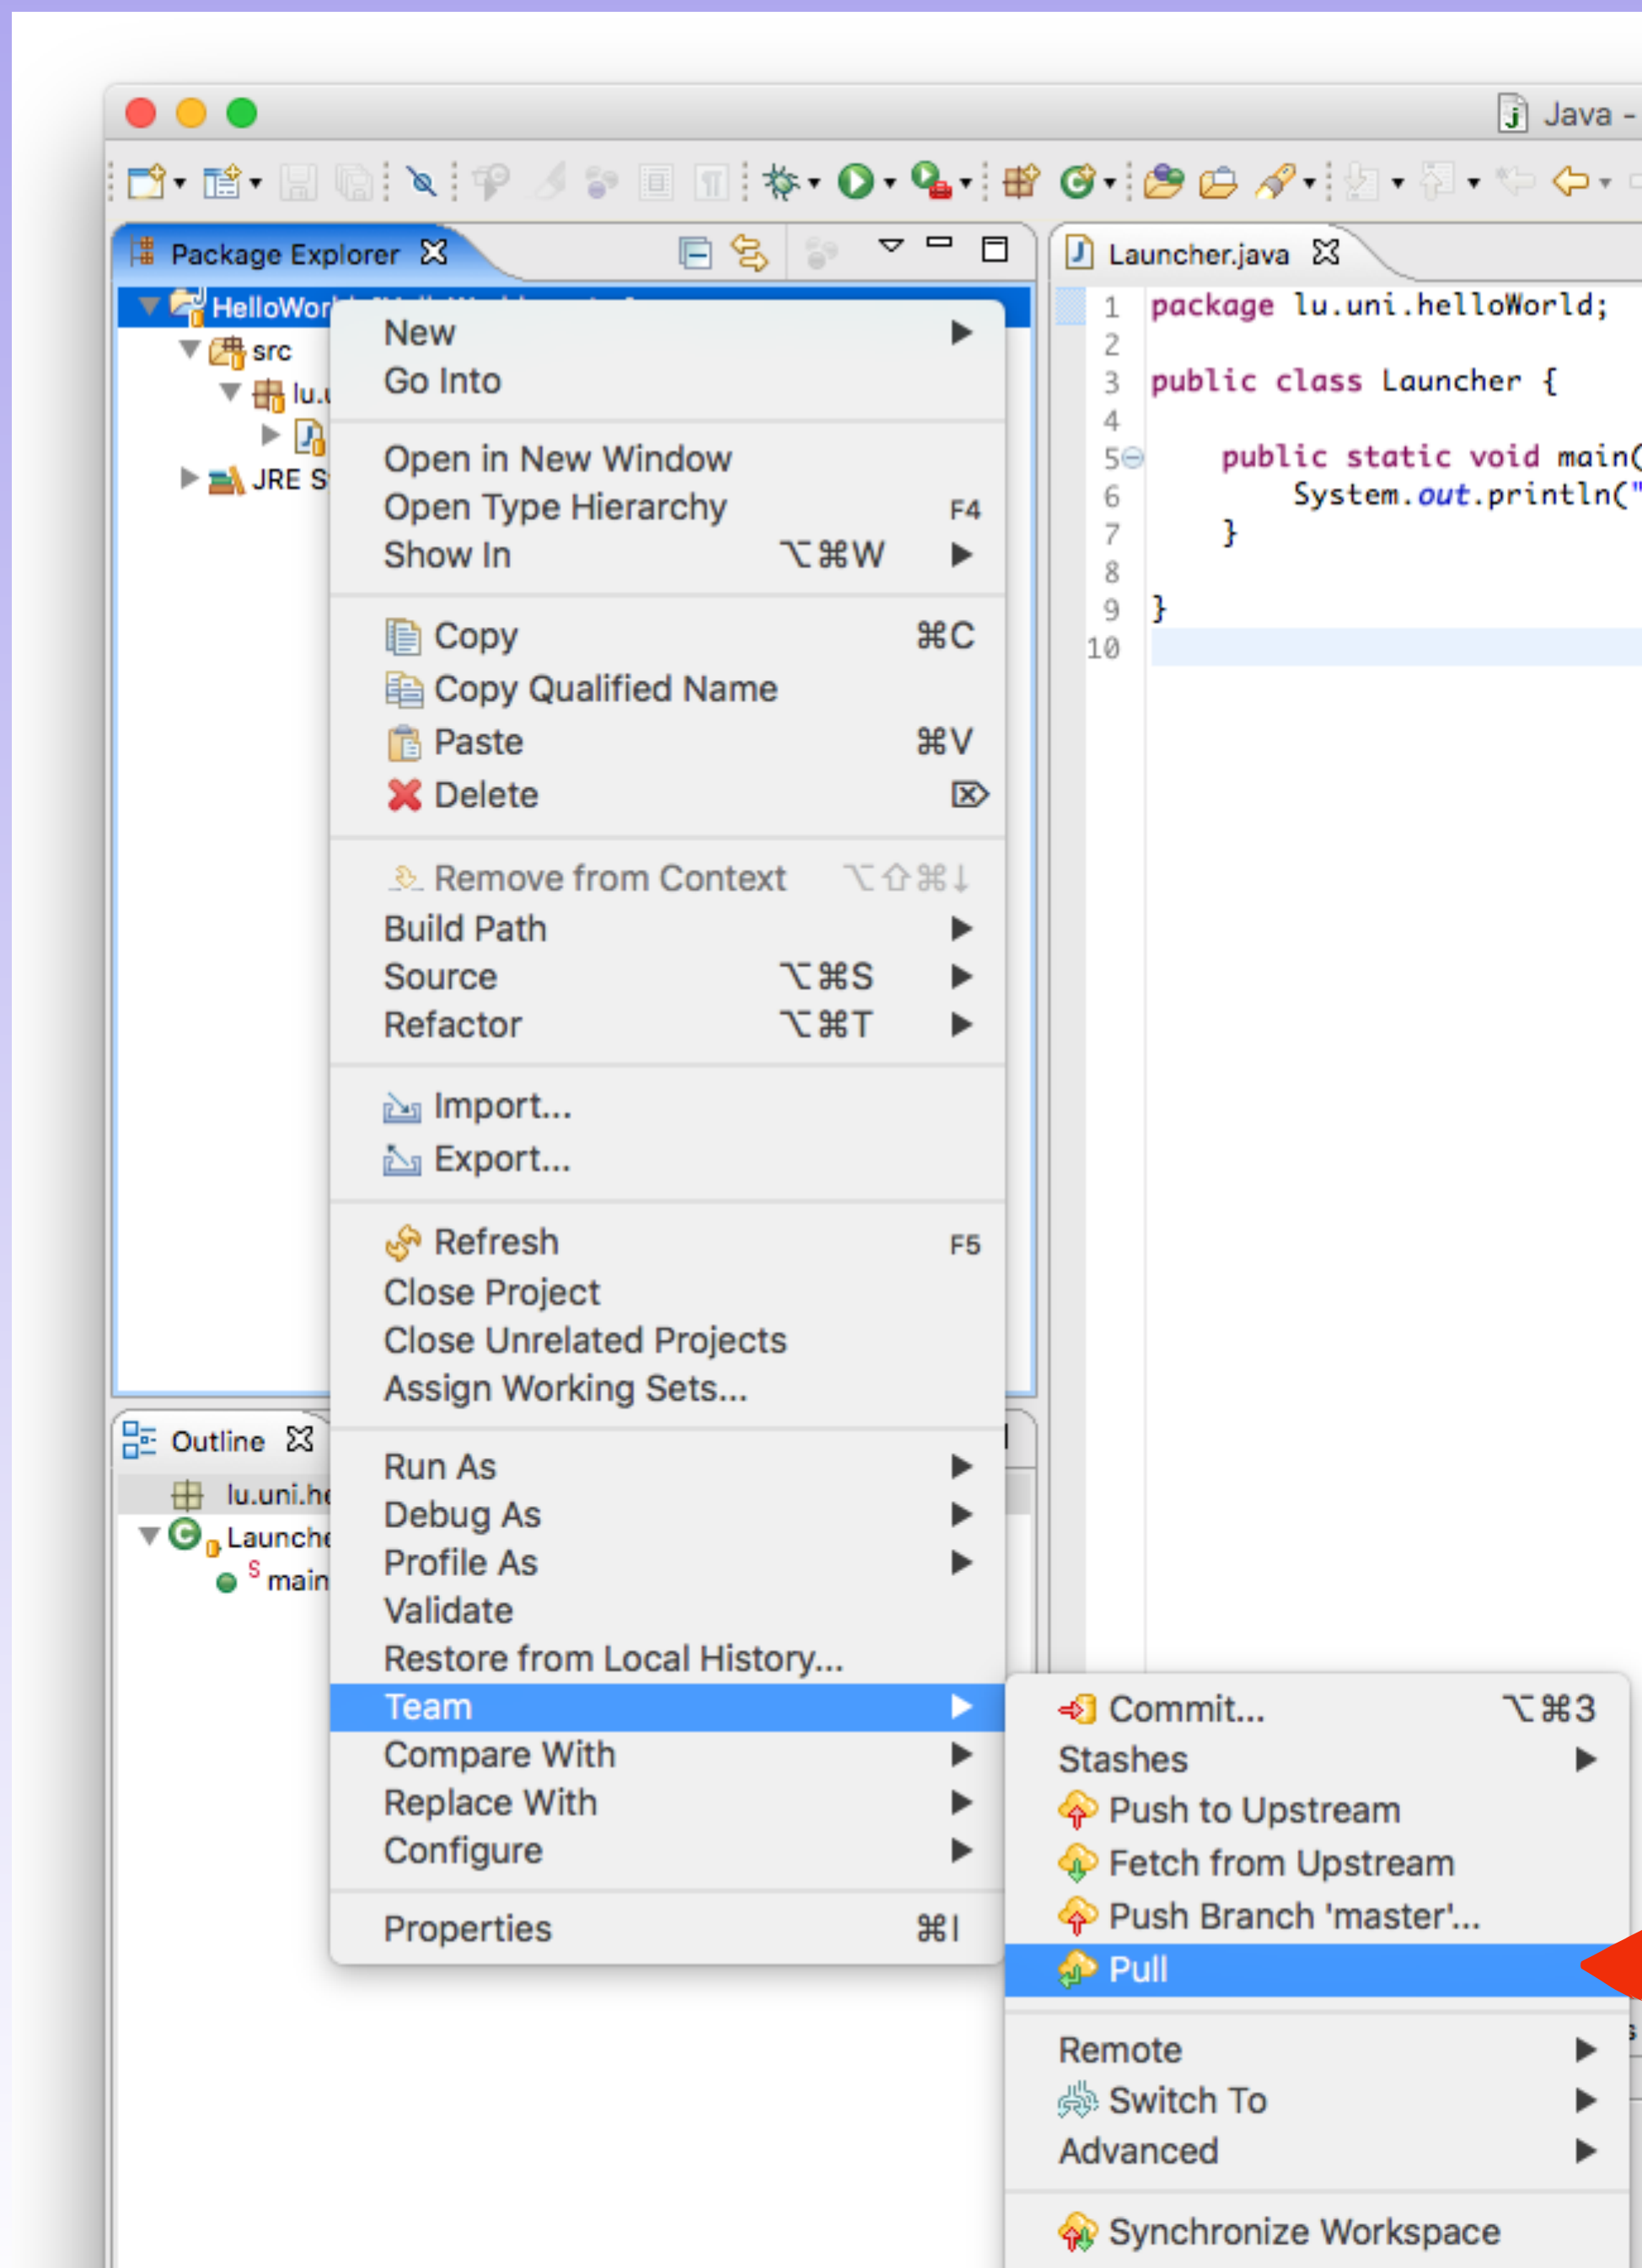 Java -
Package Explorer
Launcher.java
HelloWorl
src
lu.u
JRE S
1 package lu.uni.helloWorld;
2
3 public class Launcher {
4
5 public static void main(
6 System.out.println("
7 }
8
9 }
10
New
Go Into
Open in New Window
Open Type Hierarchy F4
Show In ⌥⌘W
Copy ⌘C
Copy Qualified Name
Paste ⌘V
Delete ⌦
Remove from Context ⌥⇧⌘↓
Build Path
Source ⌥⌘S
Refactor ⌥⌘T
Import...
Export...
Refresh F5
Close Project
Close Unrelated Projects
Assign Working Sets...
Run As
Debug As
Profile As
Validate
Restore from Local History...
Team
Compare With
Replace With
Configure
Properties ⌘I
Outline
lu.uni.he
Launche
main
Commit... ⌥⌘3
Stashes
Push to Upstream
Fetch from Upstream
Push Branch 'master'...
Pull
Remote
Switch To
Advanced
Synchronize Workspace